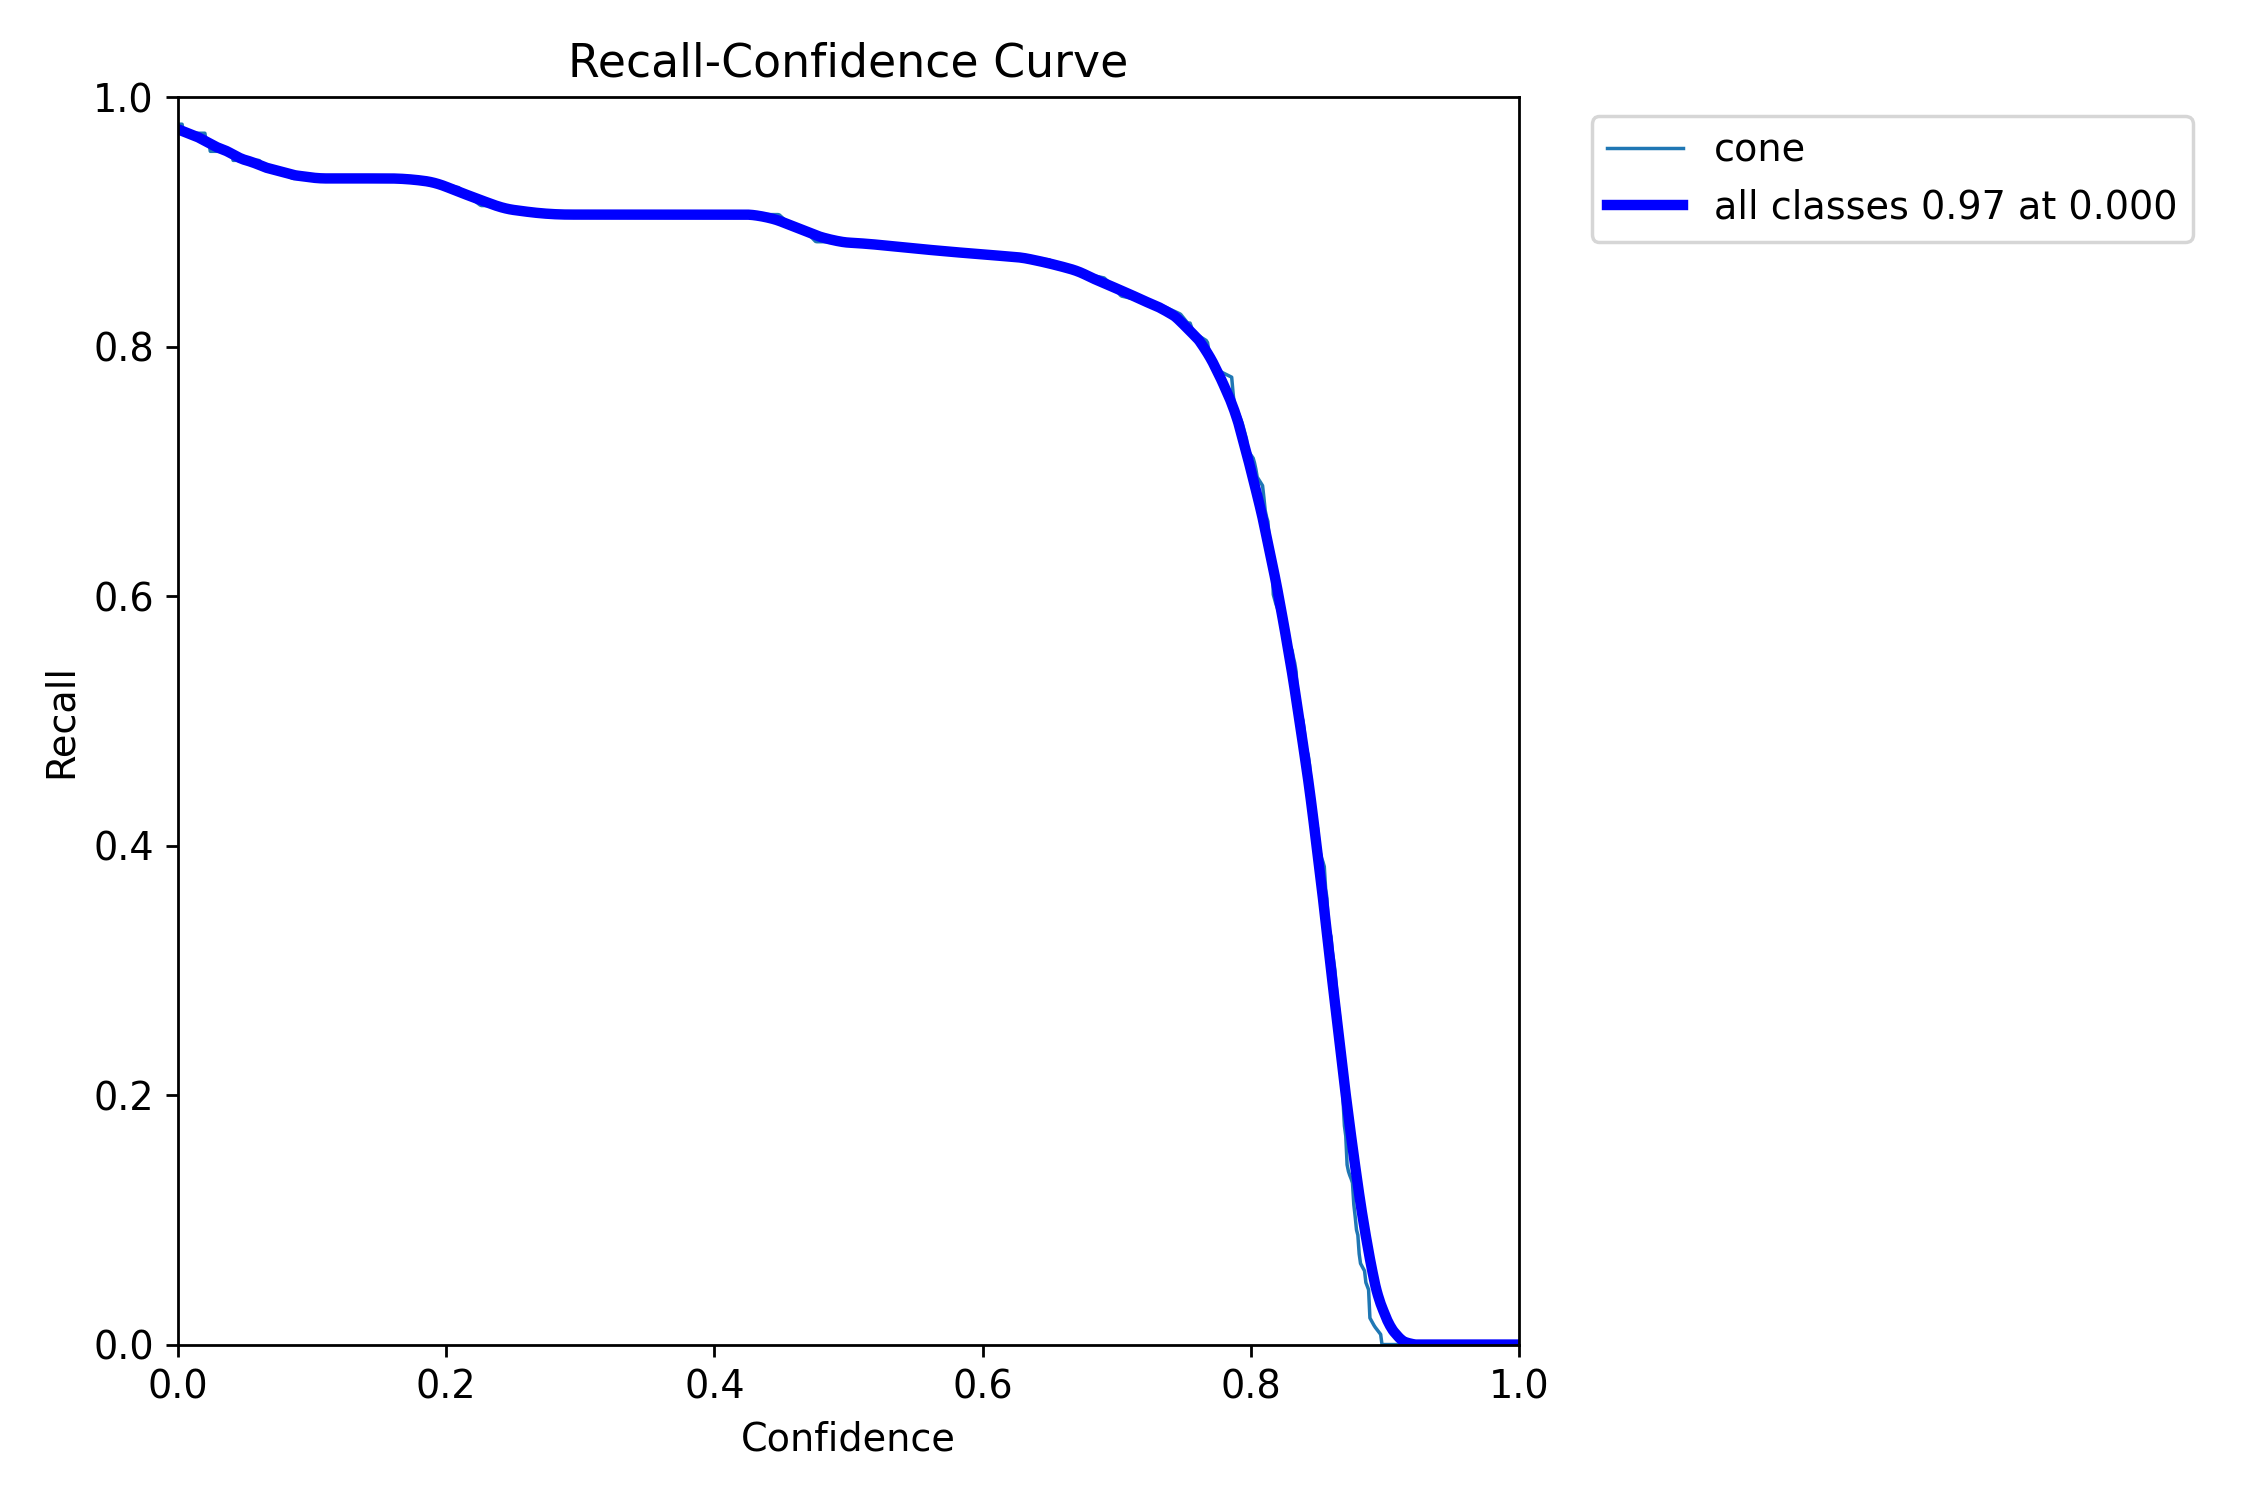 Recall-Confidence Curve
1.0
0.8
0.6
0.4
0.2
0.0
Recall
0.0 0.2 0.4 0.6 0.8 1.0
Confidence
cone
all classes 0.97 at 0.000